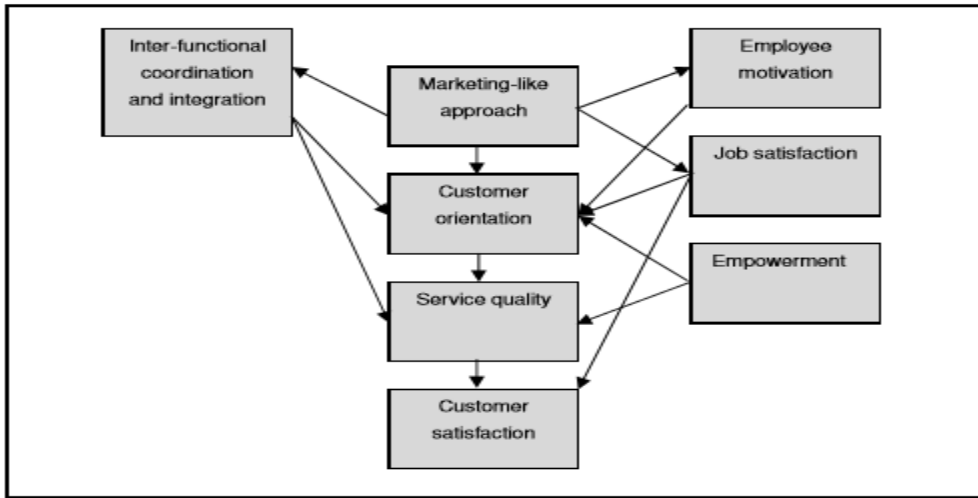 Inter-functional
coordination
and integration
Marketing-like
approach
Employee
motivation
Job satisfaction
Customer
orientation
Empowerment
Service quality
Customer
satisfaction